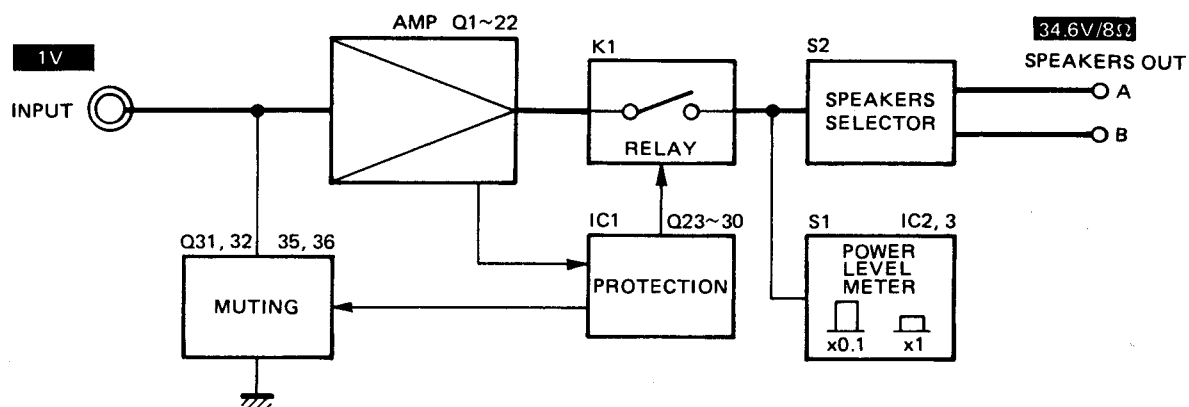 AMP Q1~22
1V
INPUT
K1
RELAY
S2
SPEAKERS
SELECTOR
34.6V/8Ω
SPEAKERS OUT
A
B
Q31, 32 35, 36
MUTING
IC1 Q23~30
PROTECTION
S1 IC2, 3
POWER
LEVEL
METER
x0.1 x1